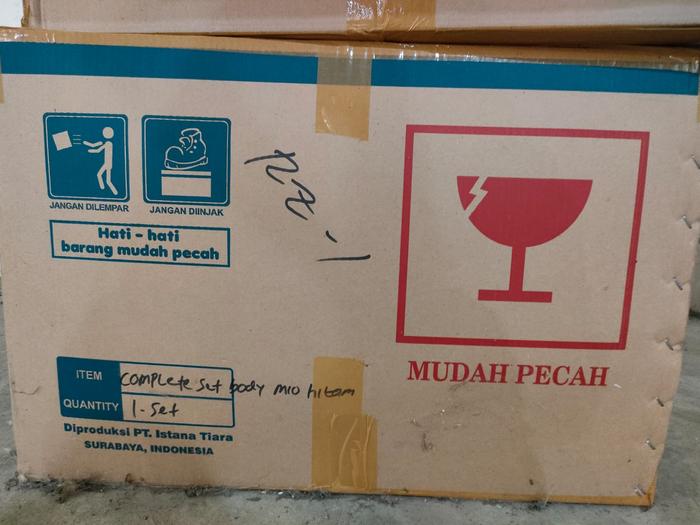 JANGAN DILEMPAR
JANGAN DIINJAK
Hati - hati
barang mudah pecah
MUDAH PECAH
ITEM complete set body mio hitam
QUANTITY 1-set
Diproduksi PT. Istana Tiara
SURABAYA, INDONESIA